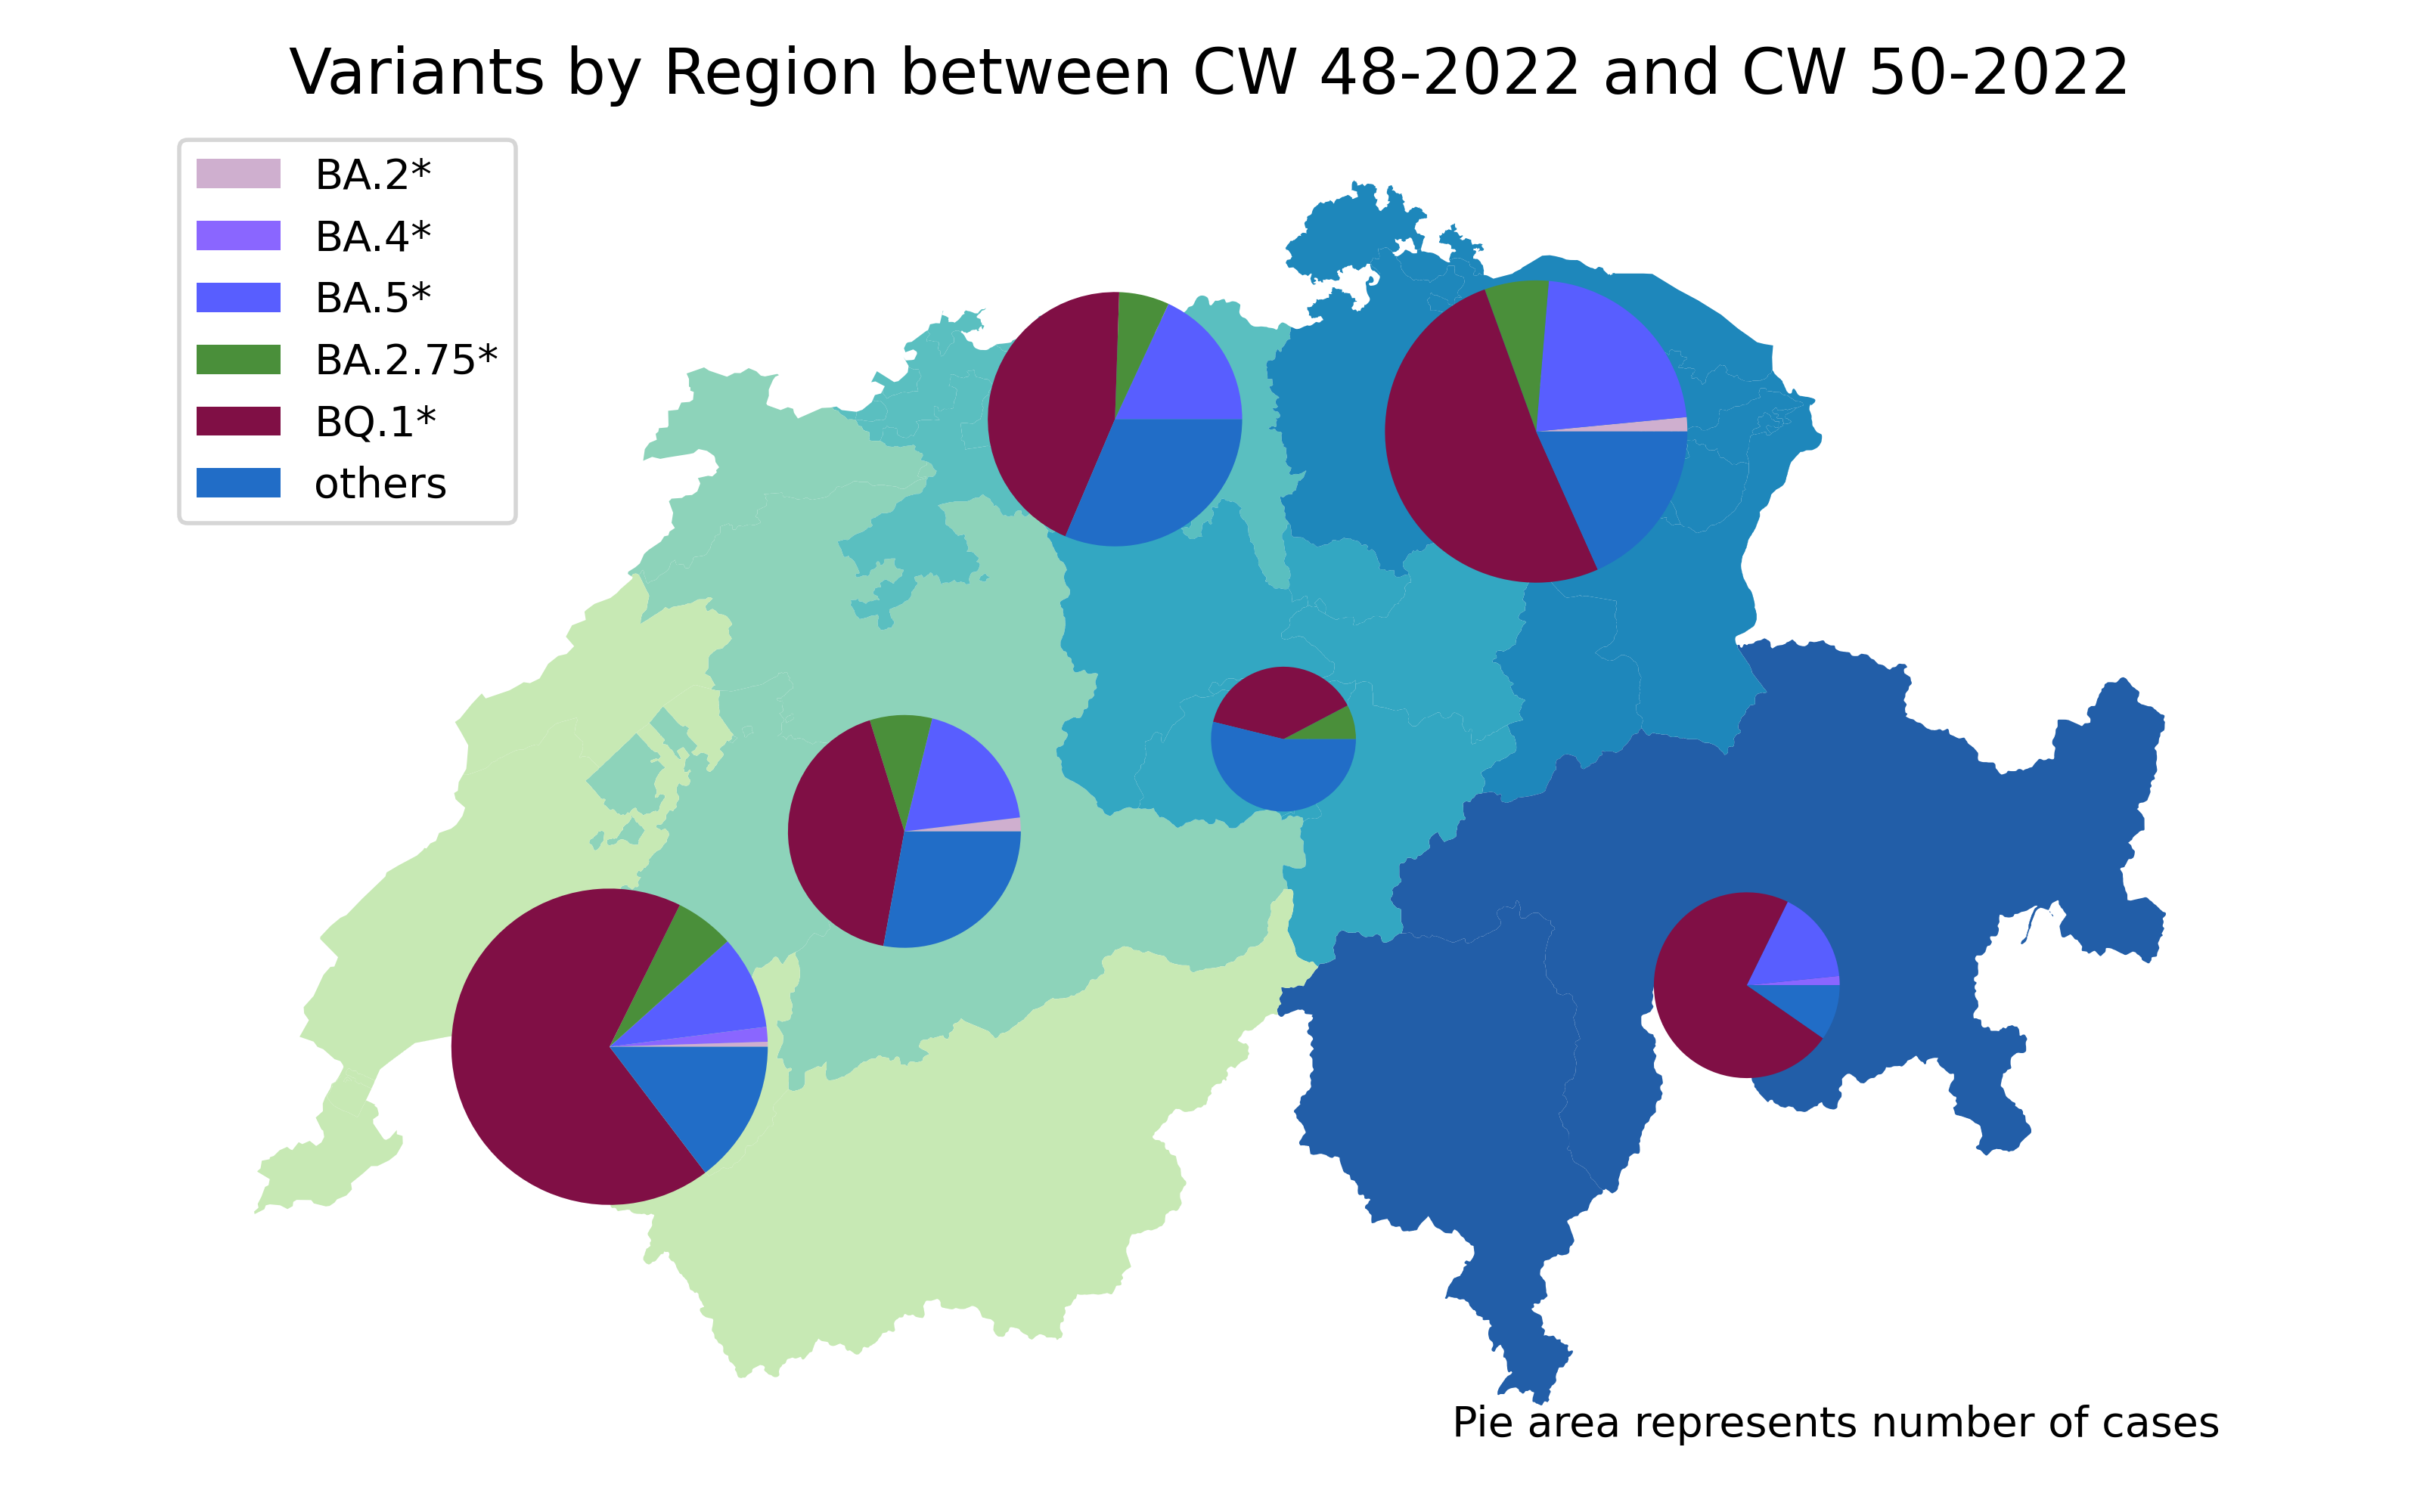 Variants by Region between CW 48-2022 and CW 50-2022
BA.2*
BA.4*
BA.5*
BA.2.75*
BQ.1*
others
Pie area represents number of cases